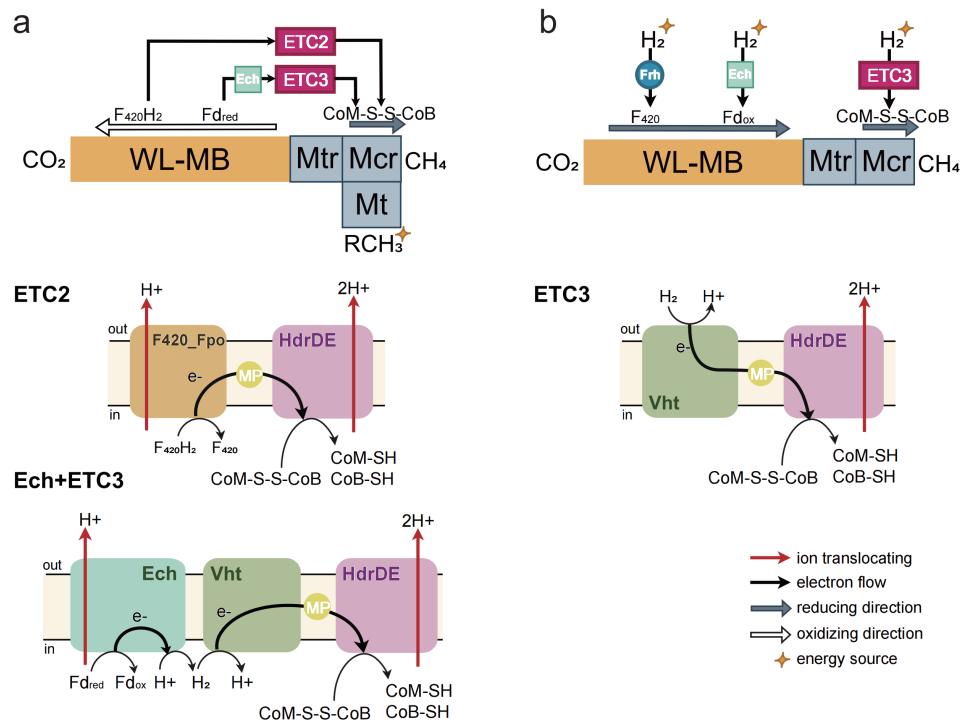 a
ETC2
Ech
ETC3
F₄₂₀H₂
Fdred
CoM-S-S-CoB
CO₂
WL-MB
Mtr
Mcr
CH₄
Mt
RCH₃
b
H₂
H₂
H₂
Frh
Ech
ETC3
F₄₂₀
Fdox
CoM-S-S-CoB
CO₂
WL-MB
Mtr
Mcr
CH₄
ETC2
H+
2H+
out
F420_Fpo
HdrDE
e-
MP
in
F₄₂₀H₂
F₄₂₀
CoM-S-S-CoB
CoM-SH
CoB-SH
ETC3
H₂
H+
2H+
out
HdrDE
e-
MP
Vht
in
CoM-S-S-CoB
CoM-SH
CoB-SH
Ech+ETC3
H+
2H+
out
Ech
Vht
HdrDE
e-
e-
MP
in
Fdred
Fdox
H+
H₂
H+
CoM-S-S-CoB
CoM-SH
CoB-SH
ion translocating
electron flow
reducing direction
oxidizing direction
energy source